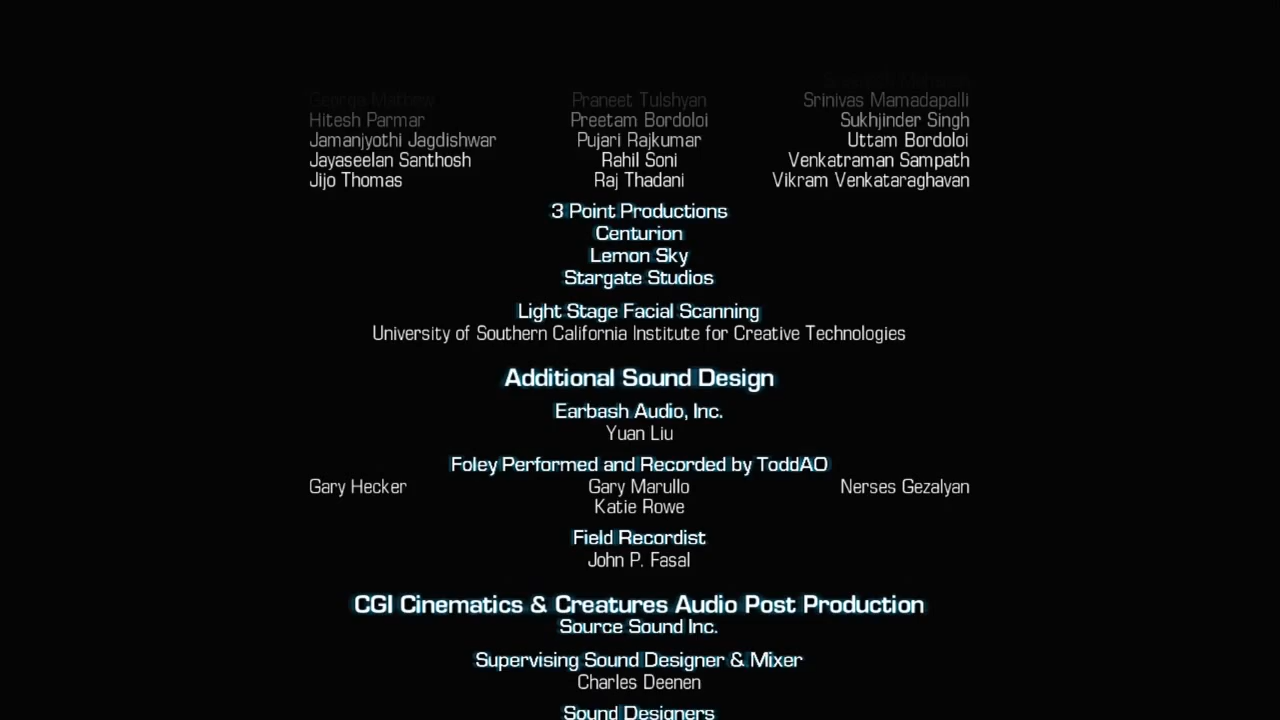 George Mathew Praneet Tulshyan Srinivas Mamadapalli
Hitesh Parmar Preetam Bordoloi Sukhjinder Singh
Jamanjyothi Jagdishwar Pujari Rajkumar Uttam Bordoloi
Jayaseelan Santhosh Rahil Soni Venkatraman Sampath
Jijo Thomas Raj Thadani Vikram Venkataraghavan
3 Point Productions
Centurion
Lemon Sky
Stargate Studios
Light Stage Facial Scanning
University of Southern California Institute for Creative Technologies
Additional Sound Design
Earbash Audio, Inc.
Yuan Liu
Foley Performed and Recorded by ToddAO
Gary Hecker Gary Marullo Nerses Gezalyan
Katie Rowe
Field Recordist
John P. Fasal
CGI Cinematics & Creatures Audio Post Production
Source Sound Inc.
Supervising Sound Designer & Mixer
Charles Deenen
Sound Designers